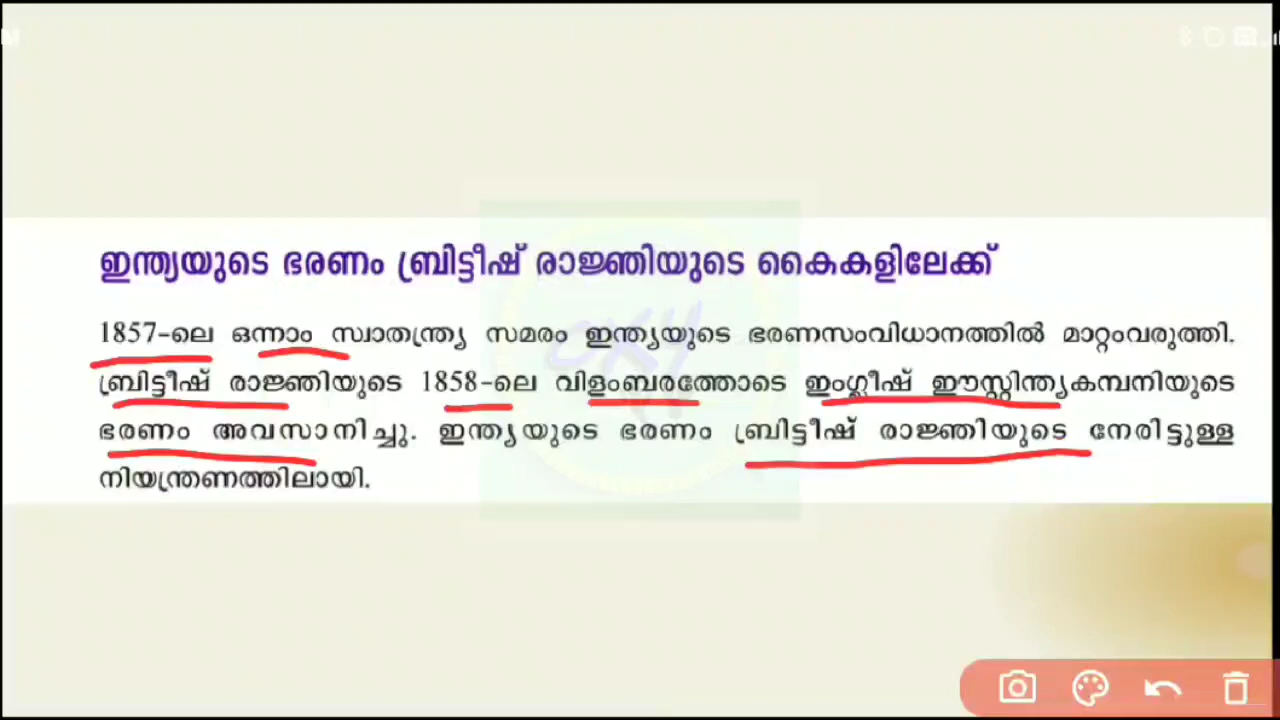 ഇന്ത്യയുടെ ഭരണം ബ്രിട്ടീഷ് രാജ്ഞിയുടെ കൈകളിലേക്ക്
1857-ലെ ഒന്നാം സ്വാതന്ത്ര്യ സമരം ഇന്ത്യയുടെ ഭരണസംവിധാനത്തിൽ മാറ്റംവരുത്തി.
ബ്രിട്ടീഷ് രാജ്ഞിയുടെ 1858-ലെ വിളംബരത്തോടെ ഇംഗ്ലീഷ് ഈസ്റ്റിന്ത്യകമ്പനിയുടെ
ഭരണം അവസാനിച്ചു. ഇന്ത്യയുടെ ഭരണം ബ്രിട്ടീഷ് രാജ്ഞിയുടെ നേരിട്ടുള്ള
നിയന്ത്രണത്തിലായി.